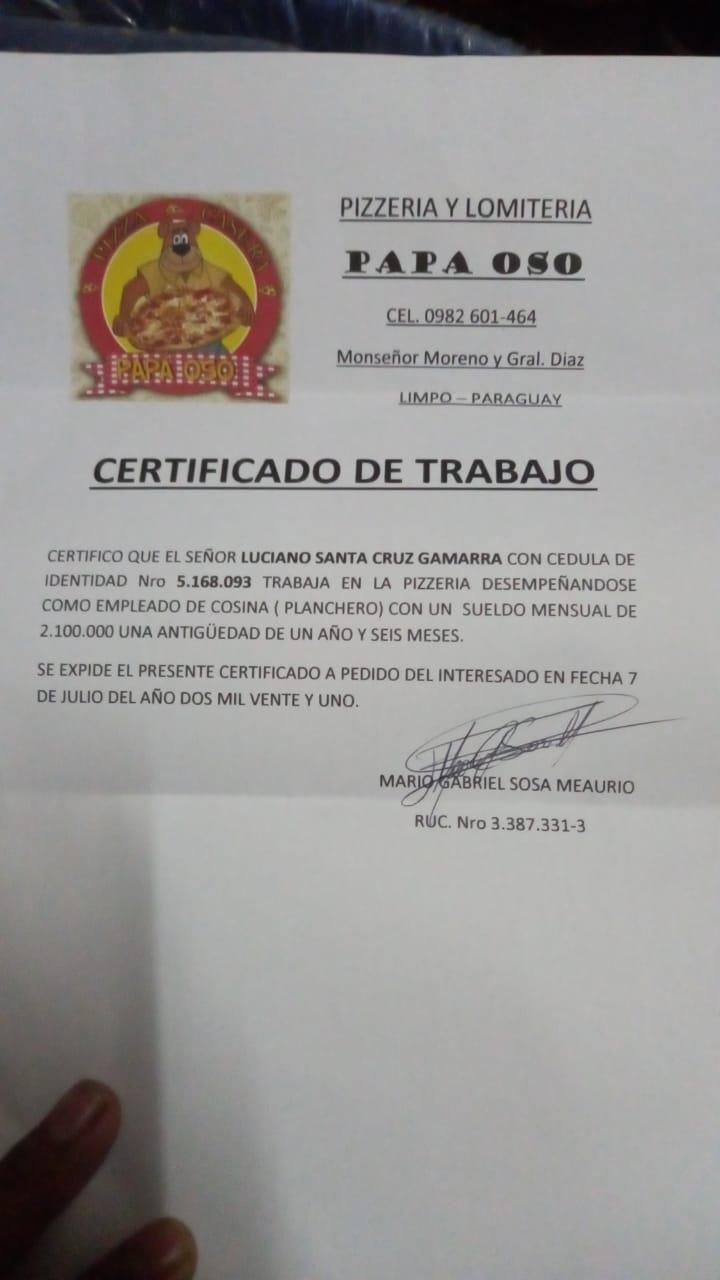 PIZZA CASERA
PAPA OSO
PIZZERIA Y LOMITERIA
PAPA OSO
CEL. 0982 601-464
Monseñor Moreno y Gral. Diaz
LIMPO – PARAGUAY
CERTIFICADO DE TRABAJO
CERTIFICO QUE EL SEÑOR LUCIANO SANTA CRUZ GAMARRA CON CEDULA DE
IDENTIDAD Nro 5.168.093 TRABAJA EN LA PIZZERIA DESEMPEÑANDOSE
COMO EMPLEADO DE COSINA ( PLANCHERO) CON UN SUELDO MENSUAL DE
2.100.000 UNA ANTIGÜEDAD DE UN AÑO Y SEIS MESES.
SE EXPIDE EL PRESENTE CERTIFICADO A PEDIDO DEL INTERESADO EN FECHA 7
DE JULIO DEL AÑO DOS MIL VENTE Y UNO.
MARIO GABRIEL SOSA MEAURIO
RUC. Nro 3.387.331-3